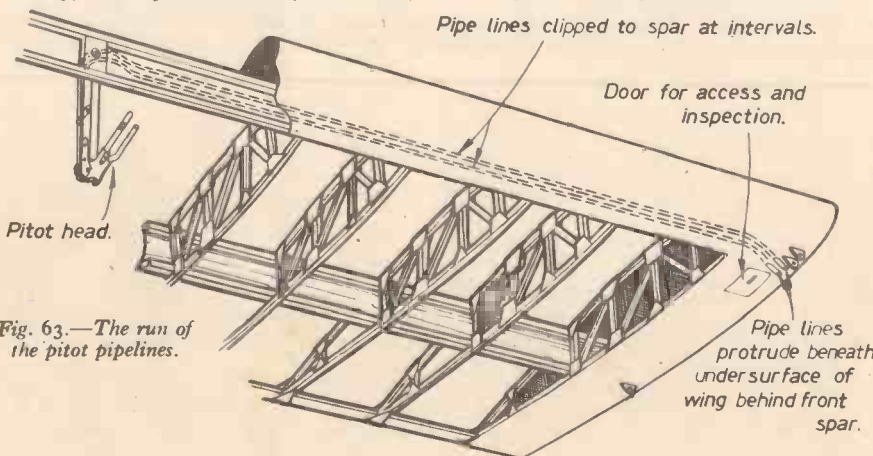 Pipe lines clipped to spar at intervals.
Door for access and
inspection.
Pitot head.
Fig. 63.—The run of
the pitot pipelines.
Pipe lines
protrude beneath
undersurface of
wing behind front
spar.